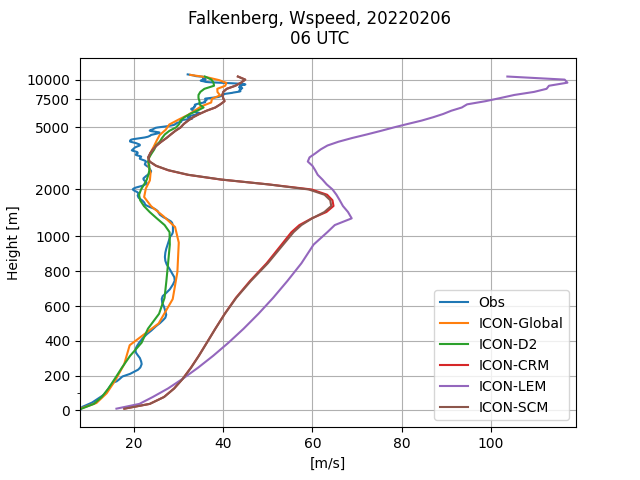 Falkenberg, Wspeed, 20220206
06 UTC
Height [m]
10000
7500
5000
2000
1000
800
600
400
200
0
20
40
60
80
100
[m/s]
Obs
ICON-Global
ICON-D2
ICON-CRM
ICON-LEM
ICON-SCM